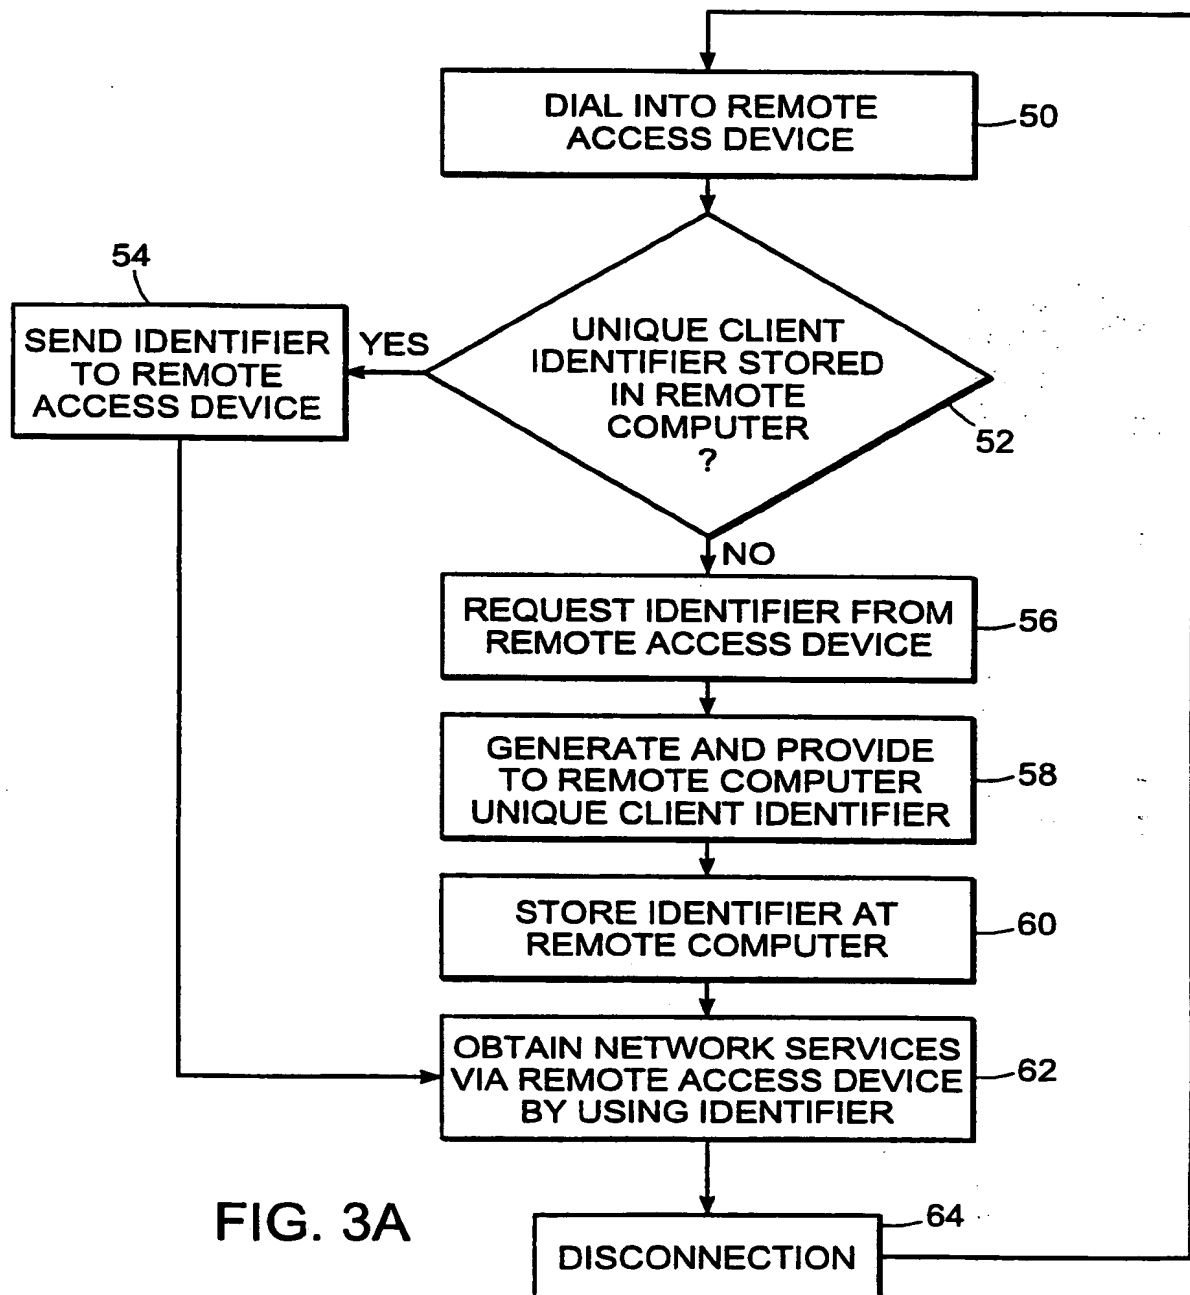 DIAL INTO REMOTE
ACCESS DEVICE
50
54
SEND IDENTIFIER
TO REMOTE
ACCESS DEVICE
YES
UNIQUE CLIENT
IDENTIFIER STORED
IN REMOTE
COMPUTER
?
52
NO
REQUEST IDENTIFIER FROM
REMOTE ACCESS DEVICE
56
GENERATE AND PROVIDE
TO REMOTE COMPUTER
UNIQUE CLIENT IDENTIFIER
58
STORE IDENTIFIER AT
REMOTE COMPUTER
60
OBTAIN NETWORK SERVICES
VIA REMOTE ACCESS DEVICE
BY USING IDENTIFIER
62
FIG. 3A
64
DISCONNECTION